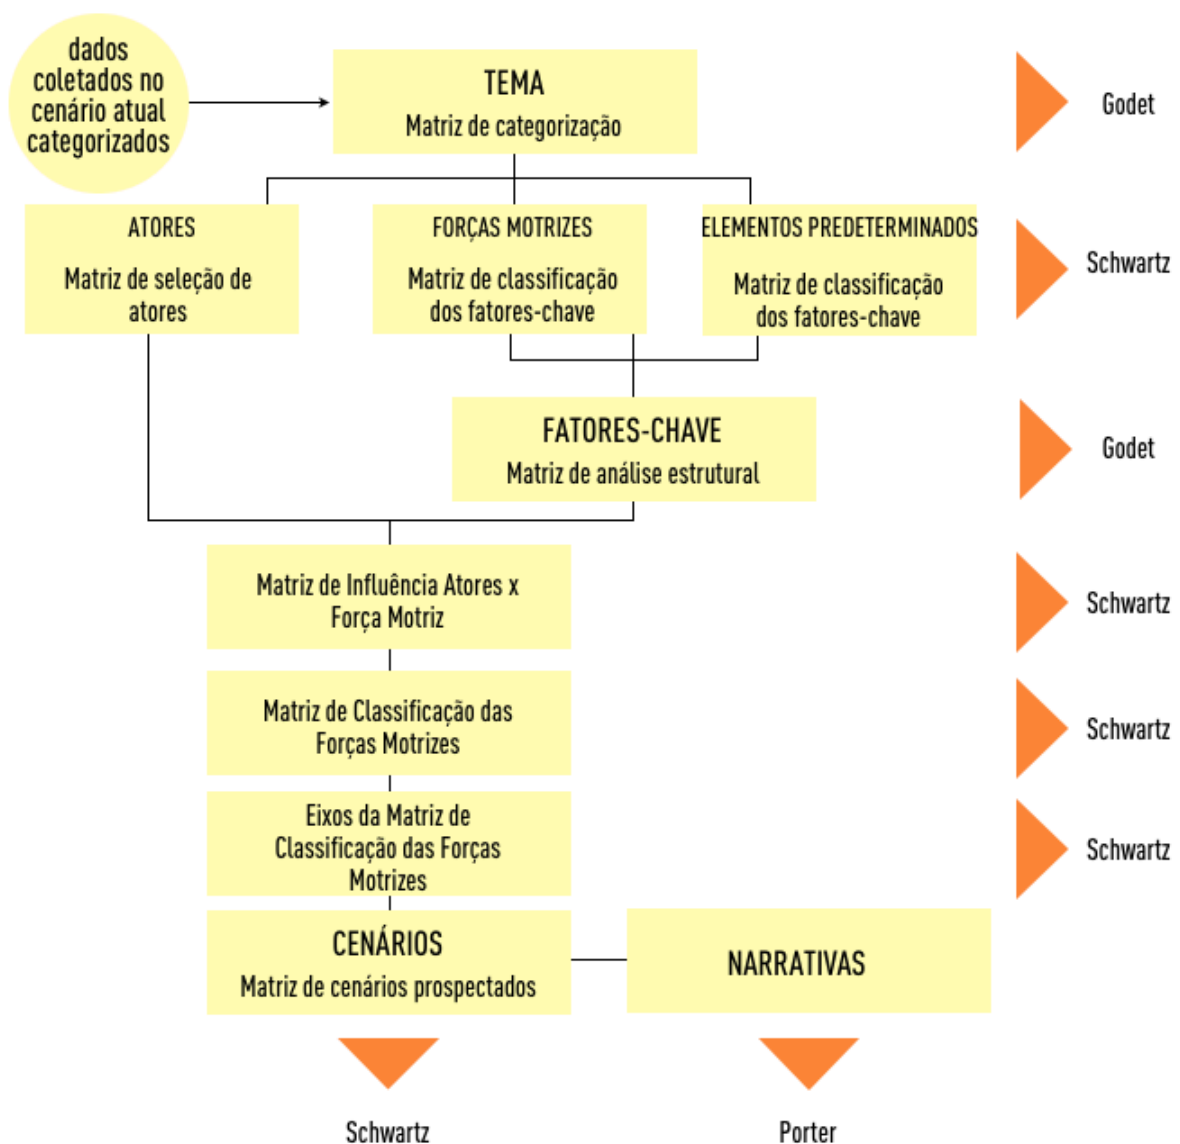 dados
coletados no
cenário atual
categorizados
TEMA
Matriz de categorização
Godet
ATORES
Matriz de seleção de
atores
FORÇAS MOTRIZES
Matriz de classificação
dos fatores-chave
ELEMENTOS PREDETERMINADOS
Matriz de classificação
dos fatores-chave
Schwartz
FATORES-CHAVE
Matriz de análise estrutural
Godet
Matriz de Influência Atores x
Força Motriz
Schwartz
Matriz de Classificação das
Forças Motrizes
Schwartz
Eixos da Matriz de
Classificação das Forças
Motrizes
Schwartz
CENÁRIOS
Matriz de cenários prospectados
NARRATIVAS
Schwartz
Porter